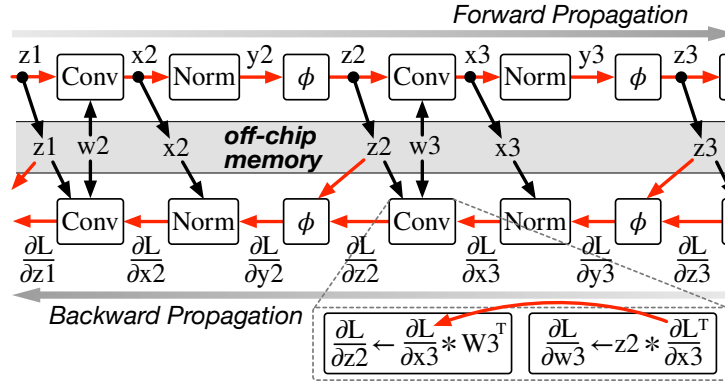 Forward Propagation
z1 x2 y2 z2 x3 y3 z3
Conv Norm ϕ Conv Norm ϕ
off-chip
memory
z1 w2 x2 z2 w3 x3 z3
Conv Norm ϕ Conv Norm ϕ
∂L/∂z1 ∂L/∂x2 ∂L/∂y2 ∂L/∂z2 ∂L/∂x3 ∂L/∂y3 ∂L/∂z3
Backward Propagation
∂L/∂z2 ← ∂L/∂x3 * W3ᵀ
∂L/∂w3 ← z2 * ∂Lᵀ/∂x3